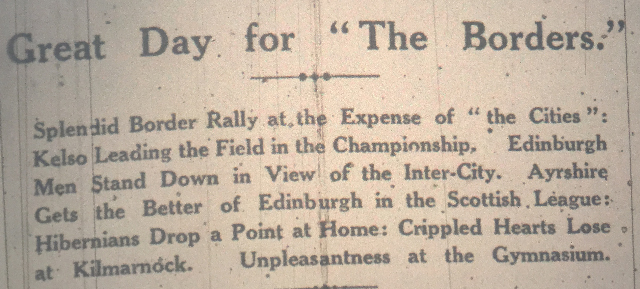 Great Day for "The Borders."
Splendid Border Rally at the Expense of "the Cities":
Kelso Leading the Field in the Championship. Edinburgh
Men Stand Down in View of the Inter-City. Ayrshire
Gets the Better of Edinburgh in the Scottish League:
Hibernians Drop a Point at Home: Crippled Hearts Lose
at Kilmarnock. Unpleasantness at the Gymnasium.